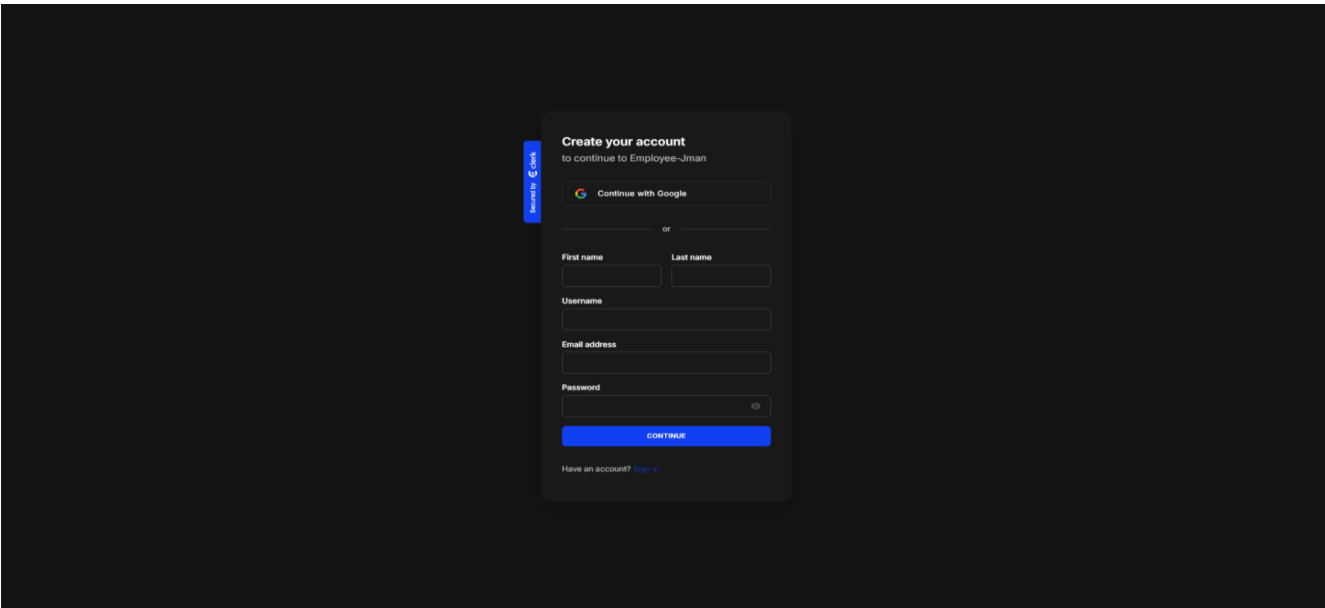 Create your account
to continue to Employee-Jman
Secured by clerk
Continue with Google
or
First name Last name
Username
Email address
Password
CONTINUE
Have an account? Sign in